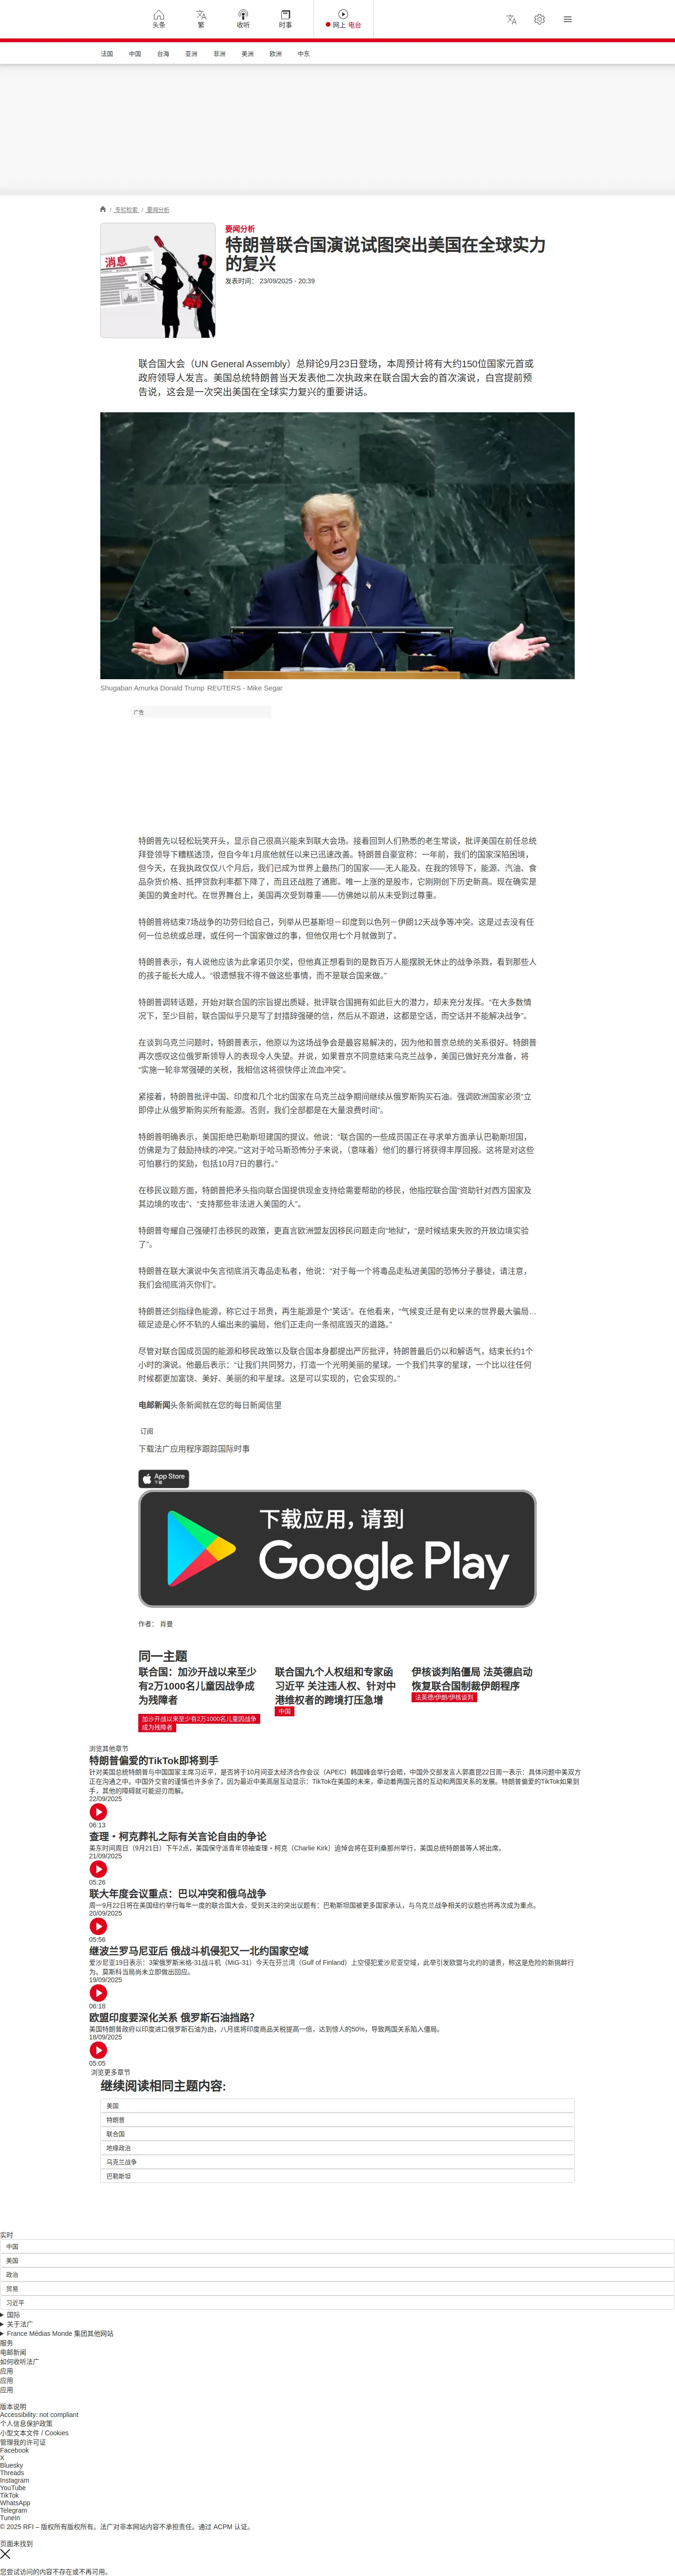 头条
繁
收听
时事
网上 电台
法国
中国
台海
亚洲
非洲
美洲
欧洲
中东
/ 专栏检索 / 要闻分析
消息
要闻分析
特朗普联合国演说试图突出美国在全球实力
的复兴
发表时间： 23/09/2025 - 20:39
联合国大会（UN General Assembly）总辩论9月23日登场，本周预计将有大约150位国家元首或
政府领导人发言。美国总统特朗普当天发表他二次执政来在联合国大会的首次演说，白宫提前预
告说，这会是一次突出美国在全球实力复兴的重要讲话。
Shugaban Amurka Donald Trump REUTERS - Mike Segar
广告
特朗普先以轻松玩笑开头，显示自己很高兴能来到联大会场。接着回到人们熟悉的老生常谈，批评美国在前任总统
拜登领导下糟糕透顶，但自今年1月底他就任以来已迅速改善。特朗普自豪宣称：一年前，我们的国家深陷困境，
但今天，在我执政仅仅八个月后，我们已成为世界上最热门的国家——无人能及。在我的领导下，能源、汽油、食
品杂货价格、抵押贷款利率都下降了，而且还战胜了通膨。唯一上涨的是股市，它刚刚创下历史新高。现在确实是
美国的黄金时代。在世界舞台上，美国再次受到尊重——仿佛她以前从未受到过尊重。
特朗普将结束7场战争的功劳归给自己，列举从巴基斯坦－印度到以色列－伊朗12天战争等冲突。这是过去没有任
何一位总统或总理，或任何一个国家做过的事，但他仅用七个月就做到了。
特朗普表示，有人说他应该为此拿诺贝尔奖，但他真正想看到的是数百万人能摆脱无休止的战争杀戮，看到那些人
的孩子能长大成人。“很遗憾我不得不做这些事情，而不是联合国来做。”
特朗普调转话题，开始对联合国的宗旨提出质疑，批评联合国拥有如此巨大的潜力，却未充分发挥。“在大多数情
况下，至少目前，联合国似乎只是写了封措辞强硬的信，然后从不跟进，这都是空话，而空话并不能解决战争”。
在谈到乌克兰问题时，特朗普表示，他原以为这场战争会是最容易解决的，因为他和普京总统的关系很好。特朗普
再次感叹这位俄罗斯领导人的表现令人失望。并说，如果普京不同意结束乌克兰战争，美国已做好充分准备，将
“实施一轮非常强硬的关税，我相信这将很快停止流血冲突”。
紧接着，特朗普批评中国、印度和几个北约国家在乌克兰战争期间继续从俄罗斯购买石油。强调欧洲国家必须“立
即停止从俄罗斯购买所有能源。否则，我们全部都是在大量浪费时间”。
特朗普明确表示，美国拒绝巴勒斯坦建国的提议。他说：“联合国的一些成员国正在寻求单方面承认巴勒斯坦国，
仿佛是为了鼓励持续的冲突。”“这对于哈马斯恐怖分子来说，（意味着）他们的暴行将获得丰厚回报。这将是对这些
可怕暴行的奖励，包括10月7日的暴行。”
在移民议题方面，特朗普把矛头指向联合国提供现金支持给需要帮助的移民，他指控联合国“资助针对西方国家及
其边境的攻击”、“支持那些非法进入美国的人”。
特朗普夸耀自己强硬打击移民的政策，更直言欧洲盟友因移民问题走向“地狱”，“是时候结束失败的开放边境实验
了”。
特朗普在联大演说中矢言彻底消灭毒品走私者，他说：“对于每一个将毒品走私进美国的恐怖分子暴徒，请注意，
我们会彻底消灭你们”。
特朗普还剑指绿色能源，称它过于昂贵，再生能源是个“笑话”。在他看来，“气候变迁是有史以来的世界最大骗局…
碳足迹是心怀不轨的人编出来的骗局，他们正走向一条彻底毁灭的道路。”
尽管对联合国成员国的能源和移民政策以及联合国本身都提出严厉批评，特朗普最后仍以和解语气，结束长约1个
小时的演说。他最后表示：“让我们共同努力，打造一个光明美丽的星球。一个我们共享的星球，一个比以往任何
时候都更加富饶、美好、美丽的和平星球。这是可以实现的，它会实现的。”
电邮新闻头条新闻就在您的每日新闻信里
订阅
下载法广应用程序跟踪国际时事
App Store
下载
下载应用，请到
Google Play
作者： 肖曼
同一主题
联合国：加沙开战以来至少
有2万1000名儿童因战争成
为残障者
加沙开战以来至少有2万1000名儿童因战争
成为残障者
联合国九个人权组和专家函
习近平 关注违人权、针对中
港维权者的跨境打压急增
中国
伊核谈判陷僵局 法英德启动
恢复联合国制裁伊朗程序
法英德/伊朗/伊核谈判
浏览其他章节
特朗普偏爱的TikTok即将到手
针对美国总统特朗普与中国国家主席习近平，是否将于10月间亚太经济合作会议（APEC）韩国峰会举行会晤，中国外交部发言人郭嘉昆22日周一表示：具体问题中美双方
正在沟通之中。中国外交官的谨慎也许多余了，因为最近中美高层互动显示：TikTok在美国的未来，牵动着两国元首的互动和两国关系的发展。特朗普偏爱的TikTok如果到
手，其他的障碍就可能迎刃而解。
22/09/2025
06:13
查理・柯克葬礼之际有关言论自由的争论
美东时间周日（9月21日）下午2点，美国保守派青年领袖查理・柯克（Charlie Kirk）追悼会将在亚利桑那州举行，美国总统特朗普等人将出席。
21/09/2025
05:26
联大年度会议重点：巴以冲突和俄乌战争
周一9月22日将在美国纽约举行每年一度的联合国大会，受到关注的突出议题有：巴勒斯坦国被更多国家承认，与乌克兰战争相关的议题也将再次成为重点。
20/09/2025
05:56
继波兰罗马尼亚后 俄战斗机侵犯又一北约国家空域
爱沙尼亚19日表示：3架俄罗斯米格-31战斗机（MiG-31）今天在芬兰湾（Gulf of Finland）上空侵犯爱沙尼亚空域，此举引发欧盟与北约的谴责，称这是危险的新挑衅行
为。莫斯科当局尚未立即做出回应。
19/09/2025
06:18
欧盟印度要深化关系 俄罗斯石油挡路？
美国特朗普政府以印度进口俄罗斯石油为由，八月底将印度商品关税提高一倍，达到惊人的50%，导致两国关系陷入僵局。
18/09/2025
05:05
浏览更多章节
继续阅读相同主题内容:
美国
特朗普
联合国
地缘政治
乌克兰战争
巴勒斯坦
实时
中国
美国
政治
贸易
习近平
国际
关于法广
France Médias Monde 集团其他网站
服务
电邮新闻
如何收听法广
应用
应用
应用
版本说明
Accessibility: not compliant
个人信息保护政策
小型文本文件 / Cookies
管理我的许可证
Facebook
X
Bluesky
Threads
Instagram
YouTube
TikTok
WhatsApp
Telegram
TuneIn
© 2025 RFI – 版权所有版权所有。法广对非本网站内容不承担责任。通过 ACPM 认证。
页面未找到
您尝试访问的内容不存在或不再可用。